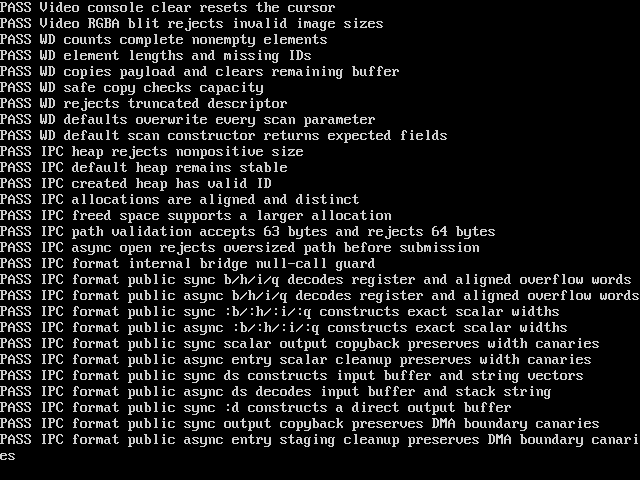 PASS Video console clear resets the cursor
PASS Video RGBA blit rejects invalid image sizes
PASS WD counts complete nonempty elements
PASS WD element lengths and missing IDs
PASS WD copies payload and clears remaining buffer
PASS WD safe copy checks capacity
PASS WD rejects truncated descriptor
PASS WD defaults overwrite every scan parameter
PASS WD default scan constructor returns expected fields
PASS IPC heap rejects nonpositive size
PASS IPC default heap remains stable
PASS IPC created heap has valid ID
PASS IPC allocations are aligned and distinct
PASS IPC freed space supports a larger allocation
PASS IPC path validation accepts 63 bytes and rejects 64 bytes
PASS IPC async open rejects oversized path before submission
PASS IPC format internal bridge null-call guard
PASS IPC format public sync b/h/i/q decodes register and aligned overflow words
PASS IPC format public async b/h/i/q decodes register and aligned overflow words
PASS IPC format public sync :b/:h/:i/:q constructs exact scalar widths
PASS IPC format public async :b/:h/:i/:q constructs exact scalar widths
PASS IPC format public sync scalar output copyback preserves width canaries
PASS IPC format public async entry scalar cleanup preserves width canaries
PASS IPC format public sync ds constructs input buffer and string vectors
PASS IPC format public async ds decodes input buffer and stack string
PASS IPC format public sync :d constructs a direct output buffer
PASS IPC format public sync output copyback preserves DMA boundary canaries
PASS IPC format public async entry staging cleanup preserves DMA boundary canari
es